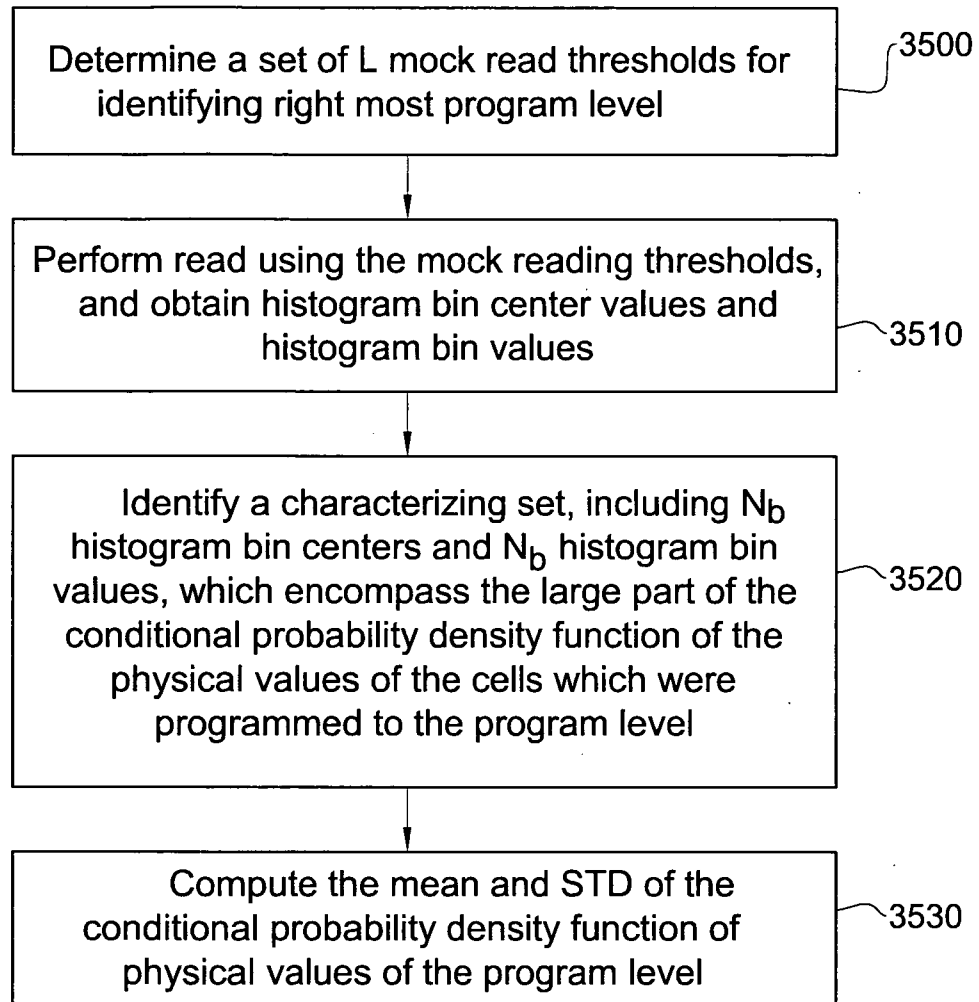 Determine a set of L mock read thresholds for
identifying right most program level
3500
Perform read using the mock reading thresholds,
and obtain histogram bin center values and
histogram bin values
3510
Identify a characterizing set, including Nb
histogram bin centers and Nb histogram bin
values, which encompass the large part of the
conditional probability density function of the
physical values of the cells which were
programmed to the program level
3520
Compute the mean and STD of the
conditional probability density function of
physical values of the program level
3530